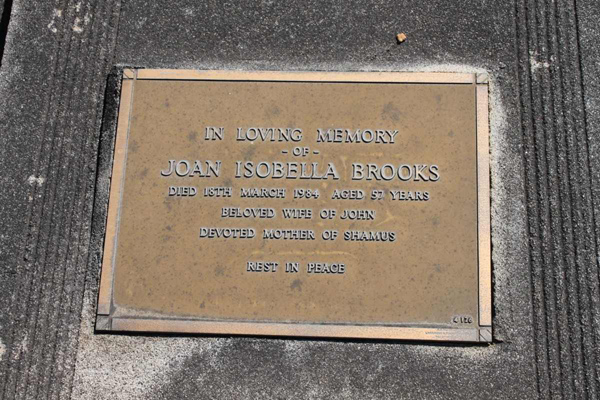 IN LOVING MEMORY
- OF -
JOAN ISOBELLA BROOKS
DIED 18TH MARCH 1984 AGED 57 YEARS
BELOVED WIFE OF JOHN
DEVOTED MOTHER OF SHAMUS
REST IN PEACE